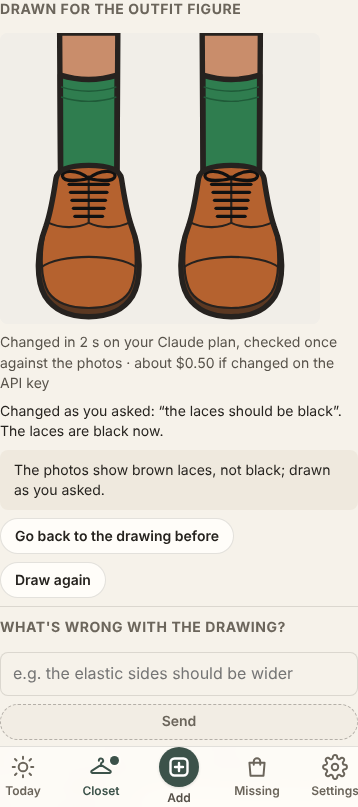 DRAWN FOR THE OUTFIT FIGURE
Changed in 2 s on your Claude plan, checked once
against the photos · about $0.50 if changed on the
API key
Changed as you asked: “the laces should be black”.
The laces are black now.
The photos show brown laces, not black; drawn
as you asked.
Go back to the drawing before
Draw again
WHAT'S WRONG WITH THE DRAWING?
e.g. the elastic sides should be wider
Send
Today
Closet
Add
Missing
Settings